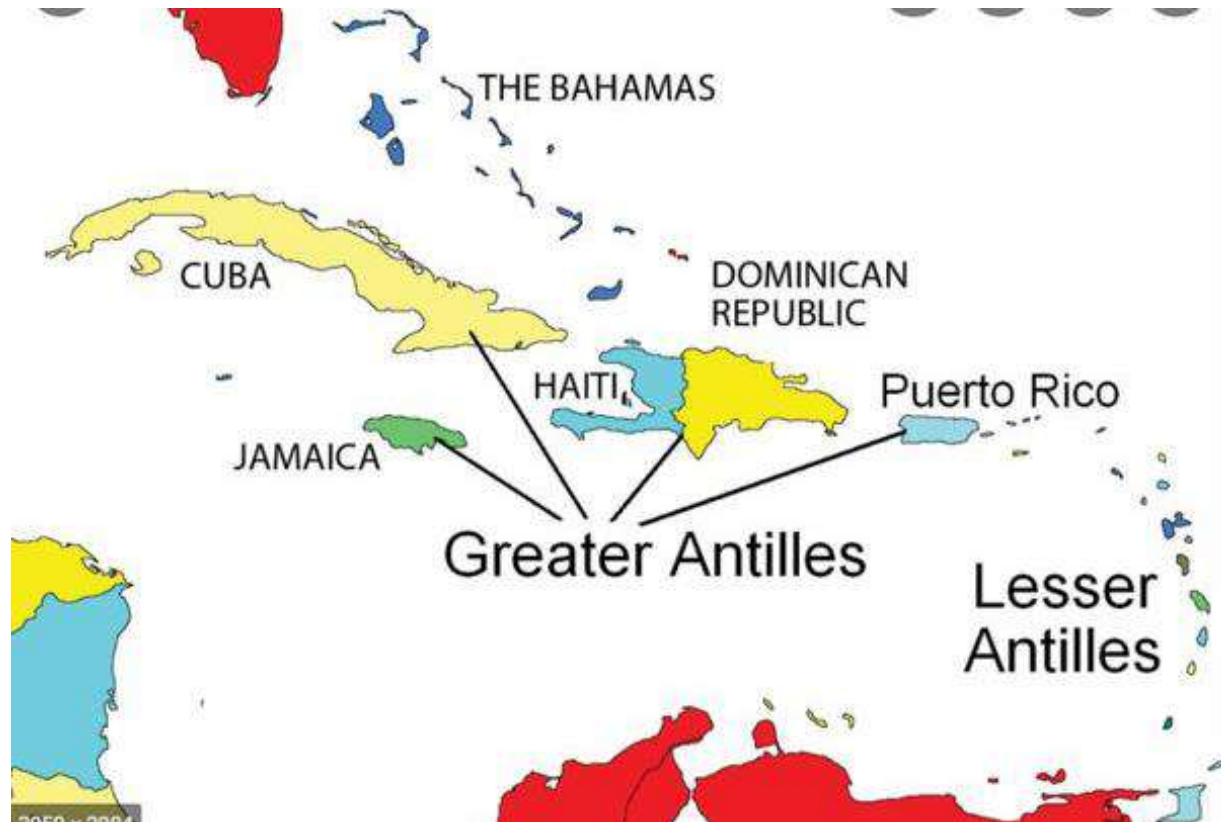 THE BAHAMAS
CUBA
DOMINICAN
REPUBLIC
HAITI
Puerto Rico
JAMAICA
Greater Antilles
Lesser
Antilles